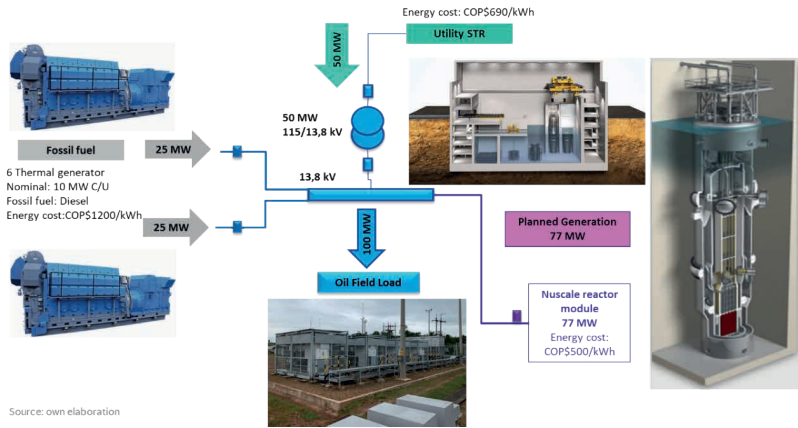 Energy cost: COP$690/kWh
Utility STR
50 MW
50 MW
115/13,8 kV
Fossil fuel
25 MW
6 Thermal generator
Nominal: 10 MW C/U
Fossil fuel: Diesel
Energy cost:COP$1200/kWh
13,8 kV
25 MW
100 MW
Planned Generation
77 MW
Oil Field Load
Nuscale reactor
module
77 MW
Energy cost:
COP$500/kWh
Source: own elaboration